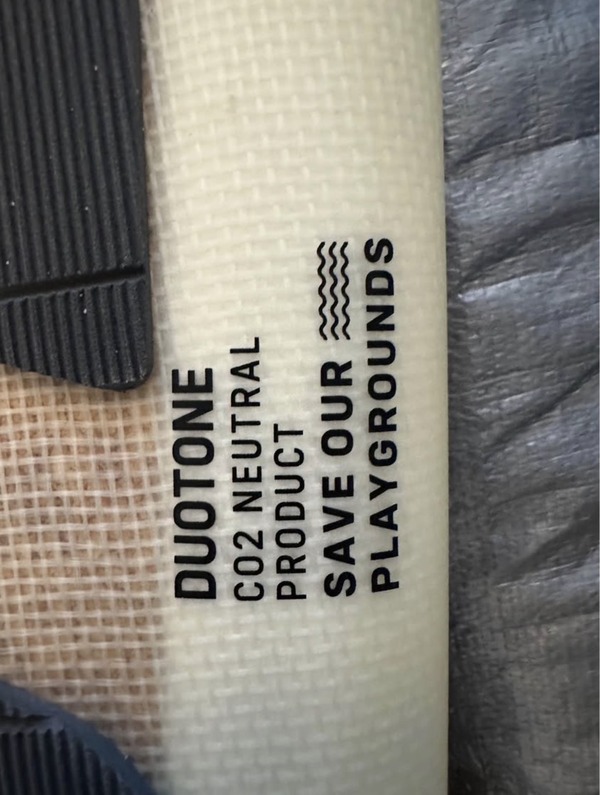 DUOTONE
CO2 NEUTRAL
PRODUCT
SAVE OUR
PLAYGROUNDS